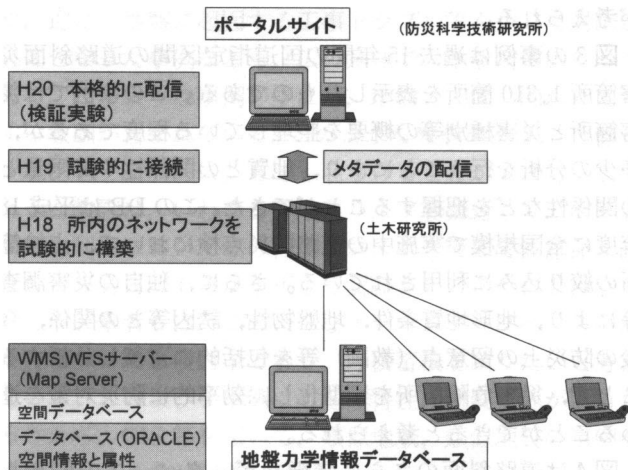 ポータルサイト
(防災科学技術研究所)
H20 本格的に配信
(検証実験)
H19 試験的に接続
メタデータの配信
H18 所内のネットワークを
試験的に構築
(土木研究所)
WMS.WFSサーバー
(Map Server)
空間データベース
データベース(ORACLE)
空間情報と属性
地盤力学情報データベース